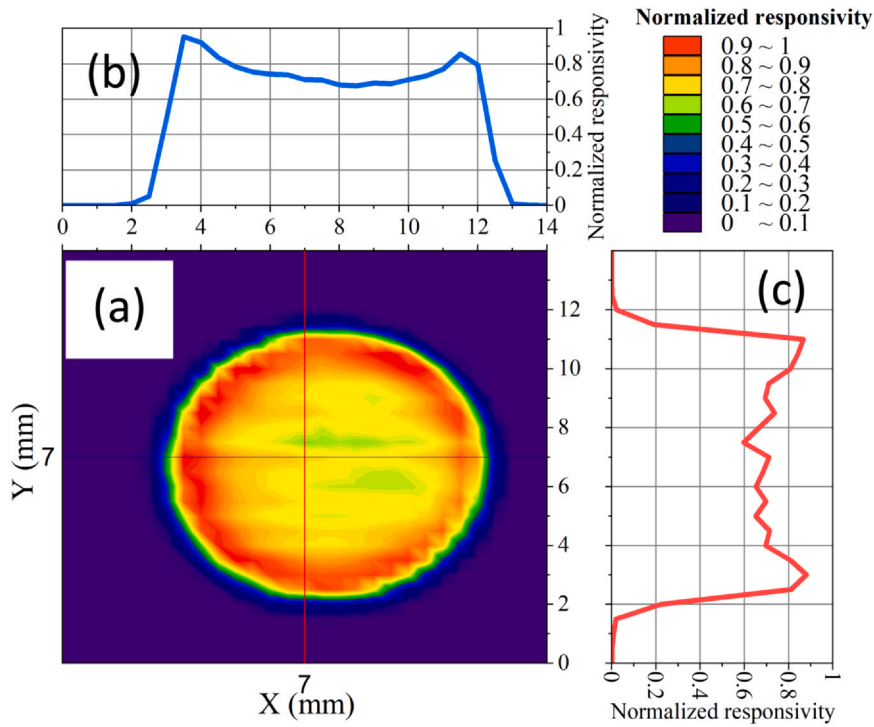 (b)
1
0.8
0.6
0.4
0.2
0
Normalized responsivity
0 2 4 6 8 10 12 14
Normalized responsivity
0.9 ~ 1
0.8 ~ 0.9
0.7 ~ 0.8
0.6 ~ 0.7
0.5 ~ 0.6
0.4 ~ 0.5
0.3 ~ 0.4
0.2 ~ 0.3
0.1 ~ 0.2
0 ~ 0.1
(a)
Y (mm)
7
7
X (mm)
12
10
8
6
4
2
0
(c)
0 0.2 0.4 0.6 0.8 1
Normalized responsivity